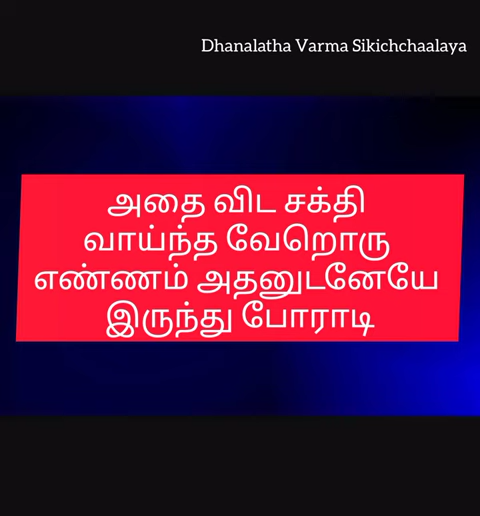 Dhanalatha Varma Sikichchaalaya
அதை விட சக்தி
வாய்ந்த வேறொரு
எண்ணம் அதனுடனேயே
இருந்து போராடி